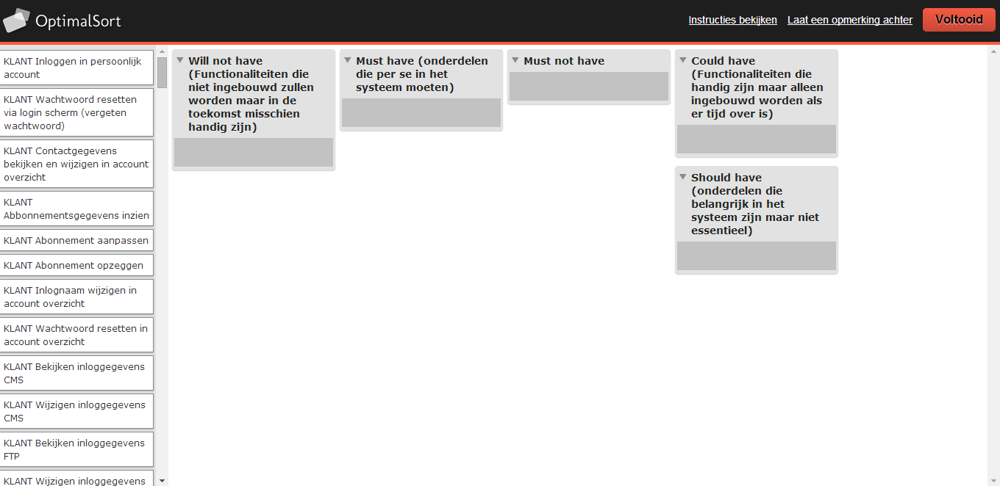 OptimalSort
Instructies bekijken
Laat een opmerking achter
Voltooid
KLANT Inloggen in persoonlijk
account
KLANT Wachtwoord resetten
via login scherm (vergeten
wachtwoord)
KLANT Contactgegevens
bekijken en wijzigen in account
overzicht
KLANT
Abbonnementsgegevens inzien
KLANT Abonnement aanpassen
KLANT Abonnement opzeggen
KLANT Inlognaam wijzigen in
account overzicht
KLANT Wachtwoord resetten in
account overzicht
KLANT Bekijken inloggegevens
CMS
KLANT Wijzigen inloggegevens
CMS
KLANT Bekijken inloggegevens
FTP
KLANT Wijzigen inloggegevens
Will not have
(Functionaliteiten die
niet ingebouwd zullen
worden maar in de
toekomst misschien
handig zijn)
Must have (onderdelen
die per se in het
systeem moeten)
Must not have
Could have
(Functionaliteiten die
handig zijn maar alleen
ingebouwd worden als
er tijd over is)
Should have
(onderdelen die
belangrijk in het
systeem zijn maar niet
essentieel)